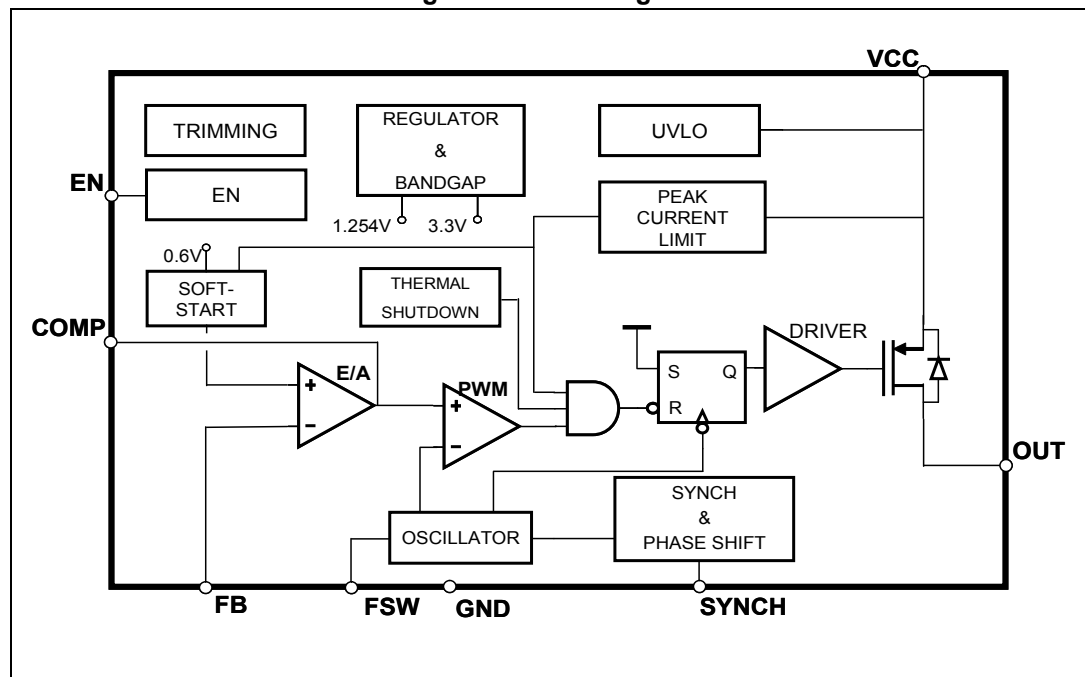 VCC
TRIMMING
REGULATOR
&
BANDGAP
UVLO
EN
EN
PEAK
CURRENT
LIMIT
1.254V
3.3V
0.6V
SOFT-
START
THERMAL
SHUTDOWN
COMP
DRIVER
E/A
PWM
S
Q
R
+
−
+
−
OUT
SYNCH
&
PHASE SHIFT
OSCILLATOR
FB
FSW
GND
SYNCH